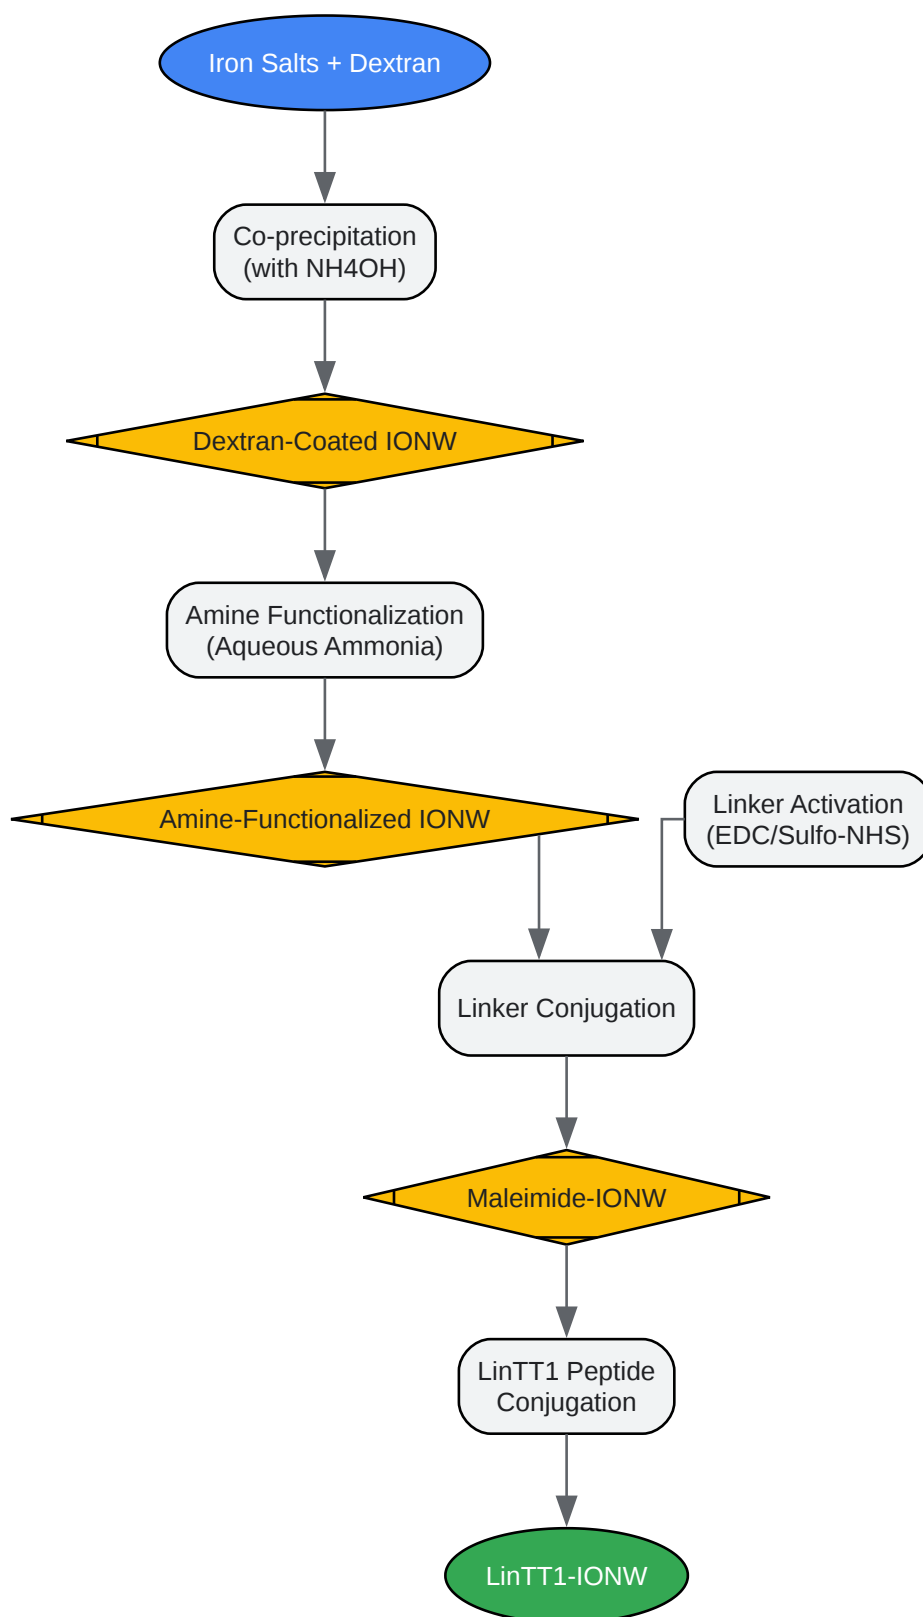 Iron Salts + Dextran
Co-precipitation
(with NH4OH)
Dextran-Coated IONW
Amine Functionalization
(Aqueous Ammonia)
Amine-Functionalized IONW
Linker Activation
(EDC/Sulfo-NHS)
Linker Conjugation
Maleimide-IONW
LinTT1 Peptide
Conjugation
LinTT1-IONW